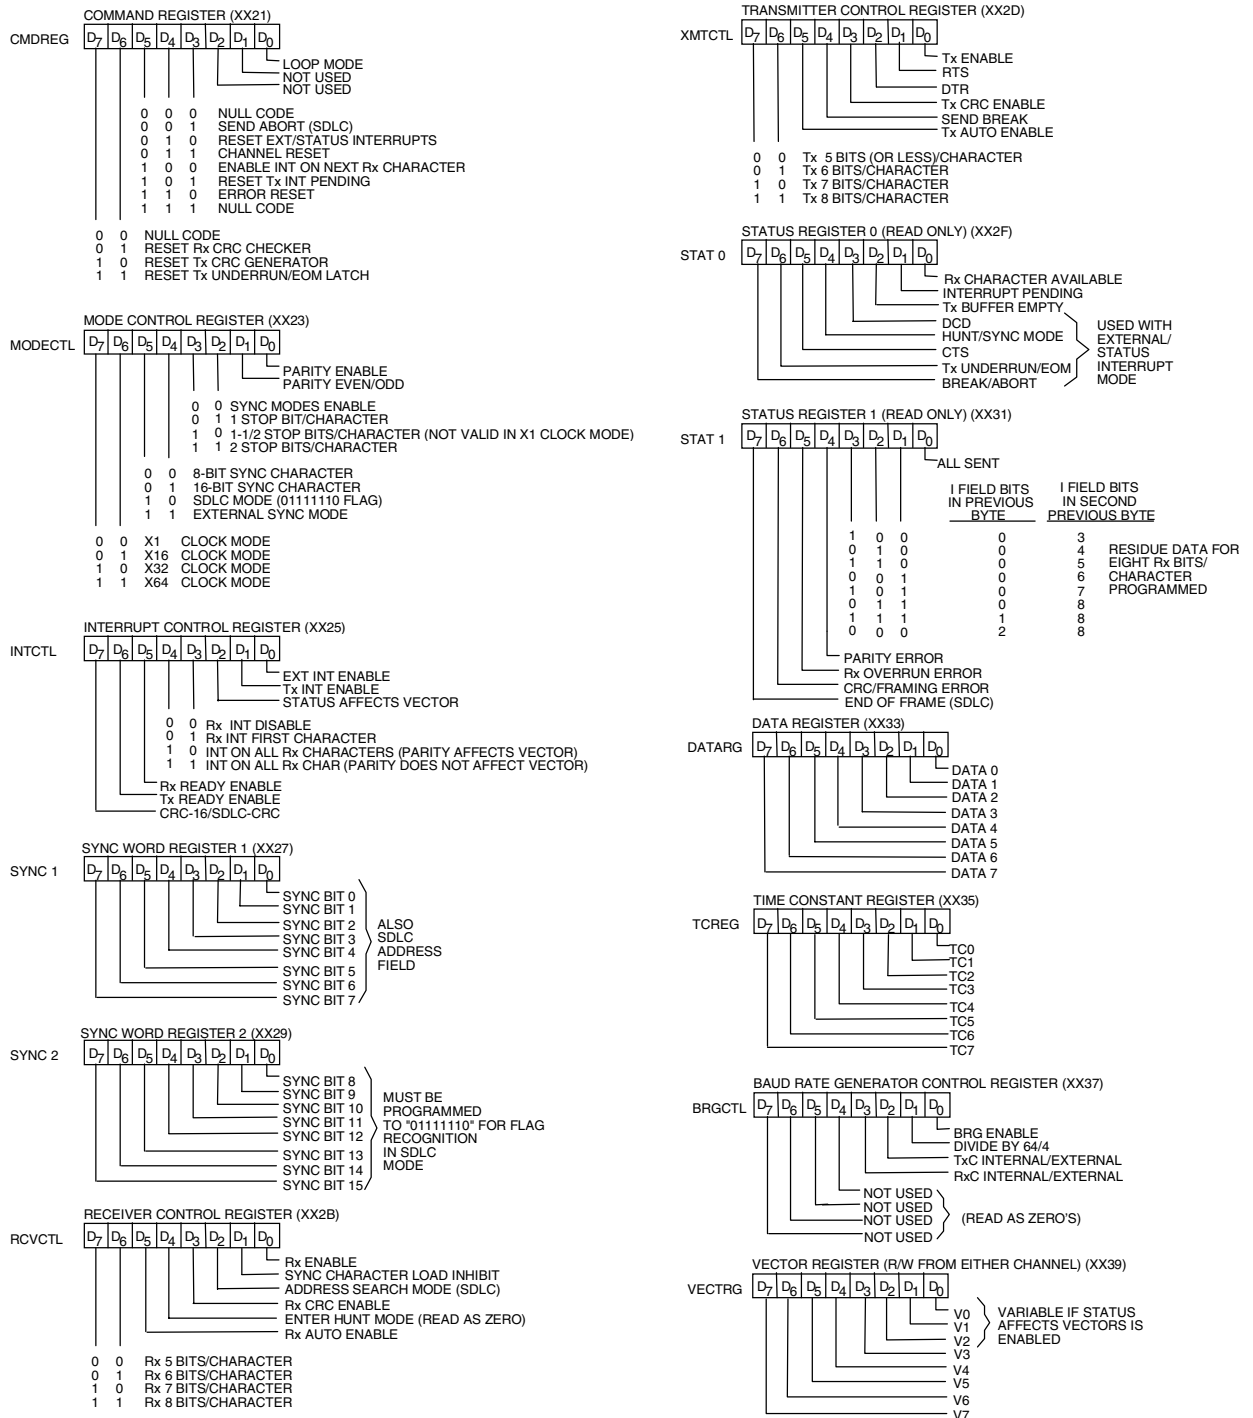 COMMAND REGISTER (XX21)
CMDREG D7 D6 D5 D4 D3 D2 D1 D0
LOOP MODE
NOT USED
NOT USED
0 0 0 NULL CODE
0 0 1 SEND ABORT (SDLC)
0 1 0 RESET EXT/STATUS INTERRUPTS
0 1 1 CHANNEL RESET
1 0 0 ENABLE INT ON NEXT Rx CHARACTER
1 0 1 RESET Tx INT PENDING
1 1 0 ERROR RESET
1 1 1 NULL CODE
0 0 NULL CODE
0 1 RESET Rx CRC CHECKER
1 0 RESET Tx CRC GENERATOR
1 1 RESET Tx UNDERRUN/EOM LATCH
MODE CONTROL REGISTER (XX23)
MODECTL D7 D6 D5 D4 D3 D2 D1 D0
PARITY ENABLE
PARITY EVEN/ODD
0 0 SYNC MODES ENABLE
0 1 1 STOP BIT/CHARACTER
1 0 1-1/2 STOP BITS/CHARACTER (NOT VALID IN X1 CLOCK MODE)
1 1 2 STOP BITS/CHARACTER
0 0 8-BIT SYNC CHARACTER
0 1 16-BIT SYNC CHARACTER
1 0 SDLC MODE (01111110 FLAG)
1 1 EXTERNAL SYNC MODE
0 0 X1 CLOCK MODE
0 1 X16 CLOCK MODE
1 0 X32 CLOCK MODE
1 1 X64 CLOCK MODE
INTERRUPT CONTROL REGISTER (XX25)
INTCTL D7 D6 D5 D4 D3 D2 D1 D0
EXT INT ENABLE
Tx INT ENABLE
STATUS AFFECTS VECTOR
0 0 Rx INT DISABLE
0 1 Rx INT FIRST CHARACTER
1 0 INT ON ALL Rx CHARACTERS (PARITY AFFECTS VECTOR)
1 1 INT ON ALL Rx CHAR (PARITY DOES NOT AFFECT VECTOR)
Rx READY ENABLE
Tx READY ENABLE
CRC-16/SDLC-CRC
SYNC WORD REGISTER 1 (XX27)
SYNC 1 D7 D6 D5 D4 D3 D2 D1 D0
SYNC BIT 0
SYNC BIT 1
SYNC BIT 2 ALSO
SYNC BIT 3 SDLC
SYNC BIT 4 ADDRESS
SYNC BIT 5 FIELD
SYNC BIT 6
SYNC BIT 7
SYNC WORD REGISTER 2 (XX29)
SYNC 2 D7 D6 D5 D4 D3 D2 D1 D0
SYNC BIT 8
SYNC BIT 9 MUST BE
SYNC BIT 10 PROGRAMMED
SYNC BIT 11 TO "01111110" FOR FLAG
SYNC BIT 12 RECOGNITION
SYNC BIT 13 IN SDLC
SYNC BIT 14 MODE
SYNC BIT 15
RECEIVER CONTROL REGISTER (XX2B)
RCVCTL D7 D6 D5 D4 D3 D2 D1 D0
Rx ENABLE
SYNC CHARACTER LOAD INHIBIT
ADDRESS SEARCH MODE (SDLC)
Rx CRC ENABLE
ENTER HUNT MODE (READ AS ZERO)
Rx AUTO ENABLE
0 0 Rx 5 BITS/CHARACTER
0 1 Rx 6 BITS/CHARACTER
1 0 Rx 7 BITS/CHARACTER
1 1 Rx 8 BITS/CHARACTER
TRANSMITTER CONTROL REGISTER (XX2D)
XMTCTL D7 D6 D5 D4 D3 D2 D1 D0
Tx ENABLE
RTS
DTR
Tx CRC ENABLE
SEND BREAK
Tx AUTO ENABLE
0 0 Tx 5 BITS (OR LESS)/CHARACTER
0 1 Tx 6 BITS/CHARACTER
1 0 Tx 7 BITS/CHARACTER
1 1 Tx 8 BITS/CHARACTER
STATUS REGISTER 0 (READ ONLY) (XX2F)
STAT 0 D7 D6 D5 D4 D3 D2 D1 D0
Rx CHARACTER AVAILABLE
INTERRUPT PENDING
Tx BUFFER EMPTY
DCD USED WITH
HUNT/SYNC MODE EXTERNAL/
CTS STATUS
Tx UNDERRUN/EOM INTERRUPT
BREAK/ABORT MODE
STATUS REGISTER 1 (READ ONLY) (XX31)
STAT 1 D7 D6 D5 D4 D3 D2 D1 D0
ALL SENT
I FIELD BITS I FIELD BITS
IN PREVIOUS IN SECOND
BYTE PREVIOUS BYTE
1 0 0 0 3
0 1 0 0 4 RESIDUE DATA FOR
1 1 0 0 5 EIGHT Rx BITS/
0 0 1 0 6 CHARACTER
1 0 1 0 7 PROGRAMMED
0 1 1 0 8
1 1 1 1 8
0 0 0 2 8
PARITY ERROR
Rx OVERRUN ERROR
CRC/FRAMING ERROR
END OF FRAME (SDLC)
DATA REGISTER (XX33)
DATARG D7 D6 D5 D4 D3 D2 D1 D0
DATA 0
DATA 1
DATA 2
DATA 3
DATA 4
DATA 5
DATA 6
DATA 7
TIME CONSTANT REGISTER (XX35)
TCREG D7 D6 D5 D4 D3 D2 D1 D0
TC0
TC1
TC2
TC3
TC4
TC5
TC6
TC7
BAUD RATE GENERATOR CONTROL REGISTER (XX37)
BRGCTL D7 D6 D5 D4 D3 D2 D1 D0
BRG ENABLE
DIVIDE BY 64/4
TxC INTERNAL/EXTERNAL
RxC INTERNAL/EXTERNAL
NOT USED
NOT USED
NOT USED (READ AS ZERO'S)
NOT USED
VECTOR REGISTER (R/W FROM EITHER CHANNEL) (XX39)
VECTRG D7 D6 D5 D4 D3 D2 D1 D0
V0 VARIABLE IF STATUS
V1 AFFECTS VECTORS IS
V2 ENABLED
V3
V4
V5
V6
V7